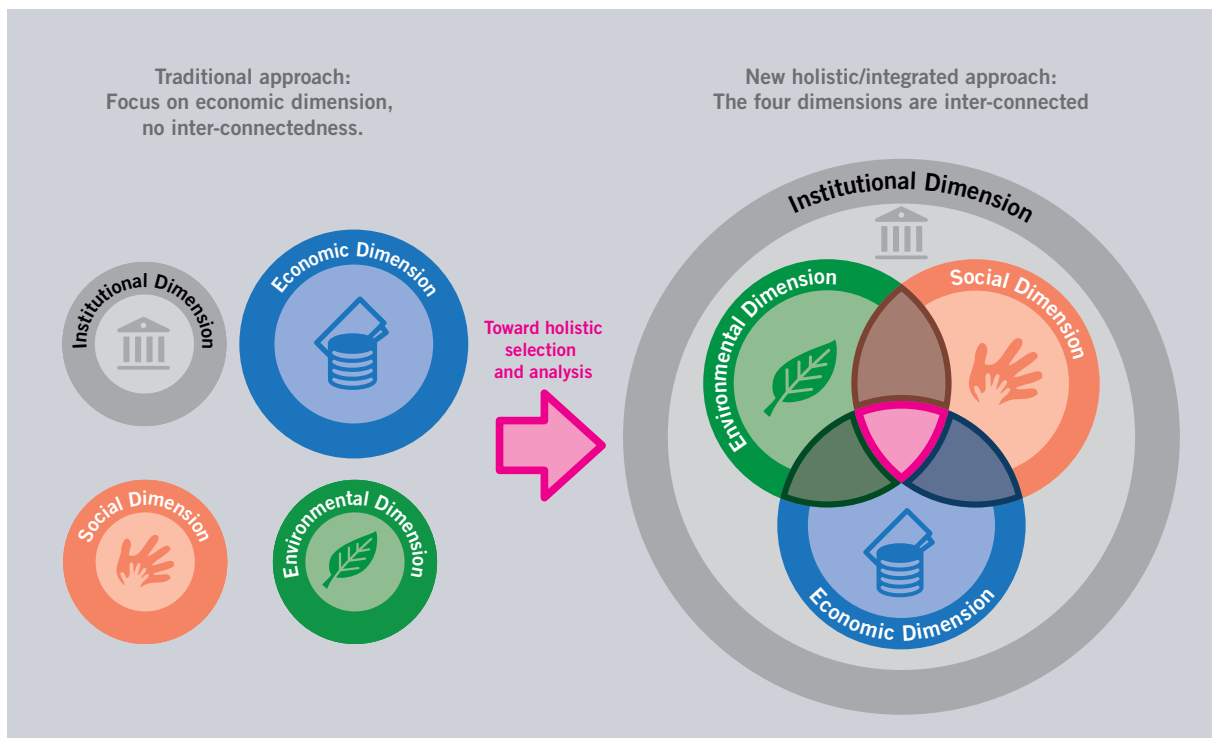 Traditional approach:
Focus on economic dimension,
no inter-connectedness.
Institutional Dimension
Economic Dimension
Social Dimension
Environmental Dimension
Toward holistic
selection
and analysis
New holistic/integrated approach:
The four dimensions are inter-connected
Institutional Dimension
Environmental Dimension
Social Dimension
Economic Dimension